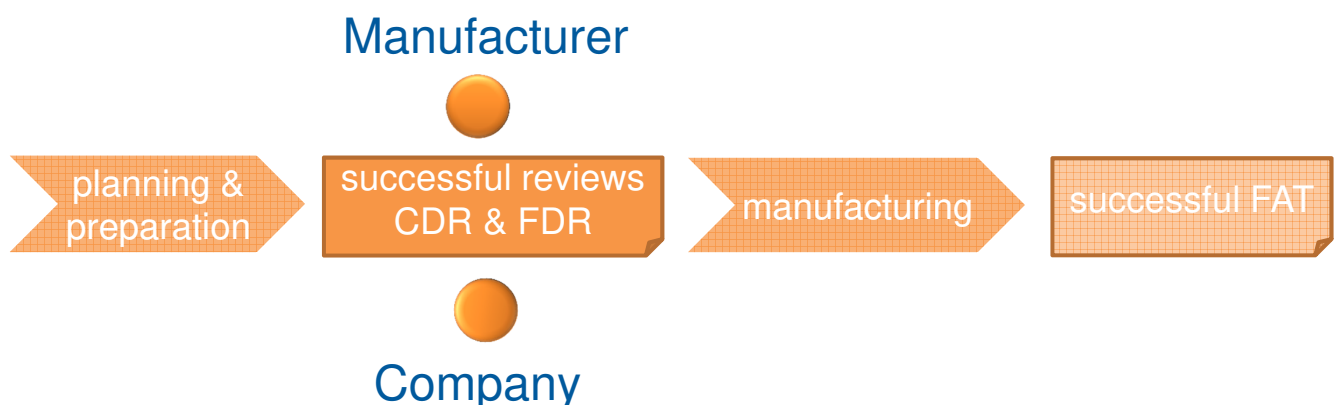 Manufacturer
planning &
preparation
successful reviews
CDR & FDR
manufacturing
successful FAT
Company